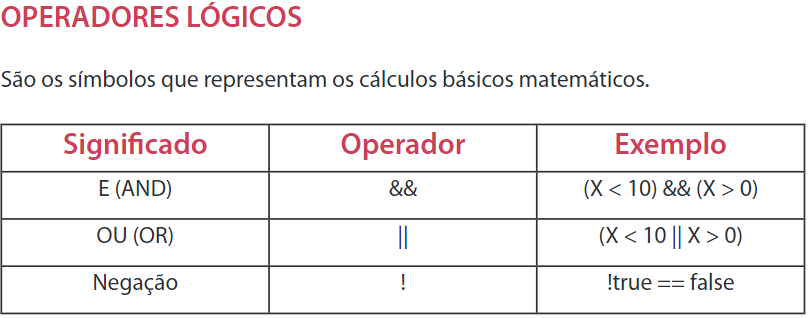 OPERADORES LÓGICOS
São os símbolos que representam os cálculos básicos matemáticos.
Significado Operador Exemplo
E (AND) && (X < 10) && (X > 0)
OU (OR) || (X < 10 || X > 0)
Negação ! !true == false